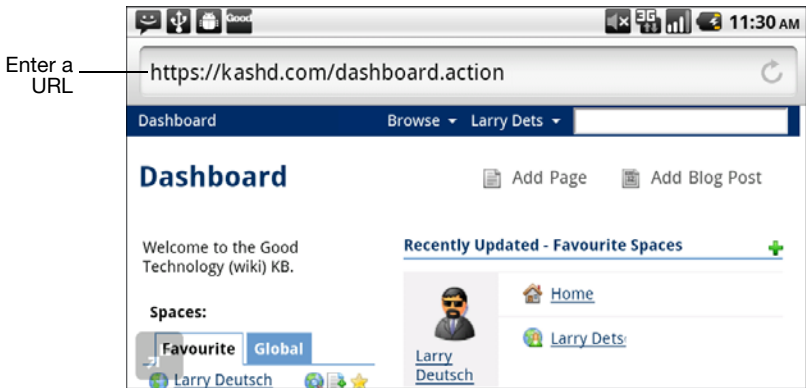 Good
3G
11:30 AM
Enter a
URL
https://kashd.com/dashboard.action
Dashboard
Browse
Larry Dets
Dashboard
Add Page
Add Blog Post
Welcome to the Good
Technology (wiki) KB.
Recently Updated - Favourite Spaces
Home
Larry Dets
Larry
Deutsch
Spaces:
Favourite
Global
Larry Deutsch